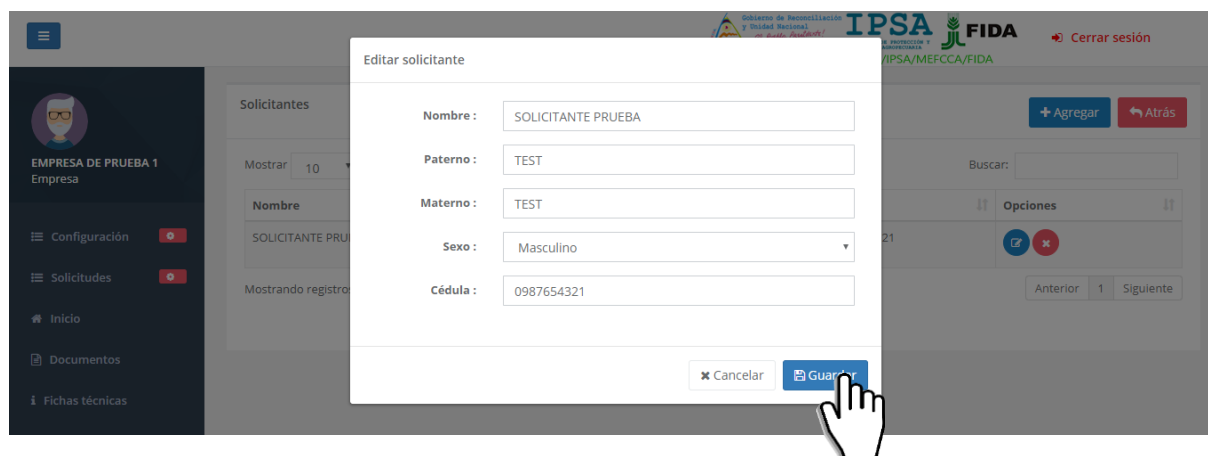 Gobierno de Reconciliación
y Unidad Nacional
IPSA
FIDA
Cerrar sesión
/IPSA/MEFCCA/FIDA
Editar solicitante
Solicitantes
Agregar
Atrás
Nombre :
SOLICITANTE PRUEBA
Paterno :
TEST
Materno :
TEST
Sexo :
Masculino
Cédula :
0987654321
Cancelar
EMPRESA DE PRUEBA 1
Empresa
Mostrar 10
Buscar:
Nombre
Opciones
SOLICITANTE PRU
21
Mostrando registro
Anterior 1 Siguiente
Configuración
Solicitudes
Inicio
Documentos
Fichas técnicas
Guardar